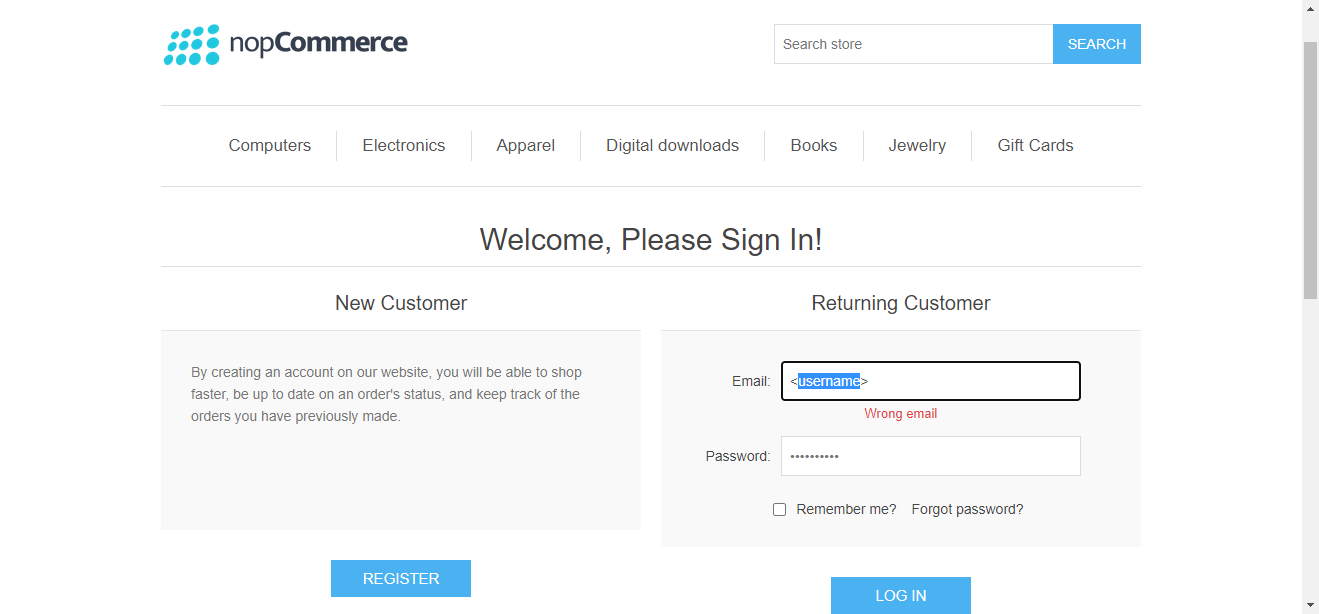 nopCommerce
Search store
SEARCH
Computers
Electronics
Apparel
Digital downloads
Books
Jewelry
Gift Cards
Welcome, Please Sign In!
New Customer
By creating an account on our website, you will be able to shop
faster, be up to date on an order's status, and keep track of the
orders you have previously made.
REGISTER
Returning Customer
Email: <username>
Wrong email
Password: ••••••••••
Remember me? Forgot password?
LOG IN